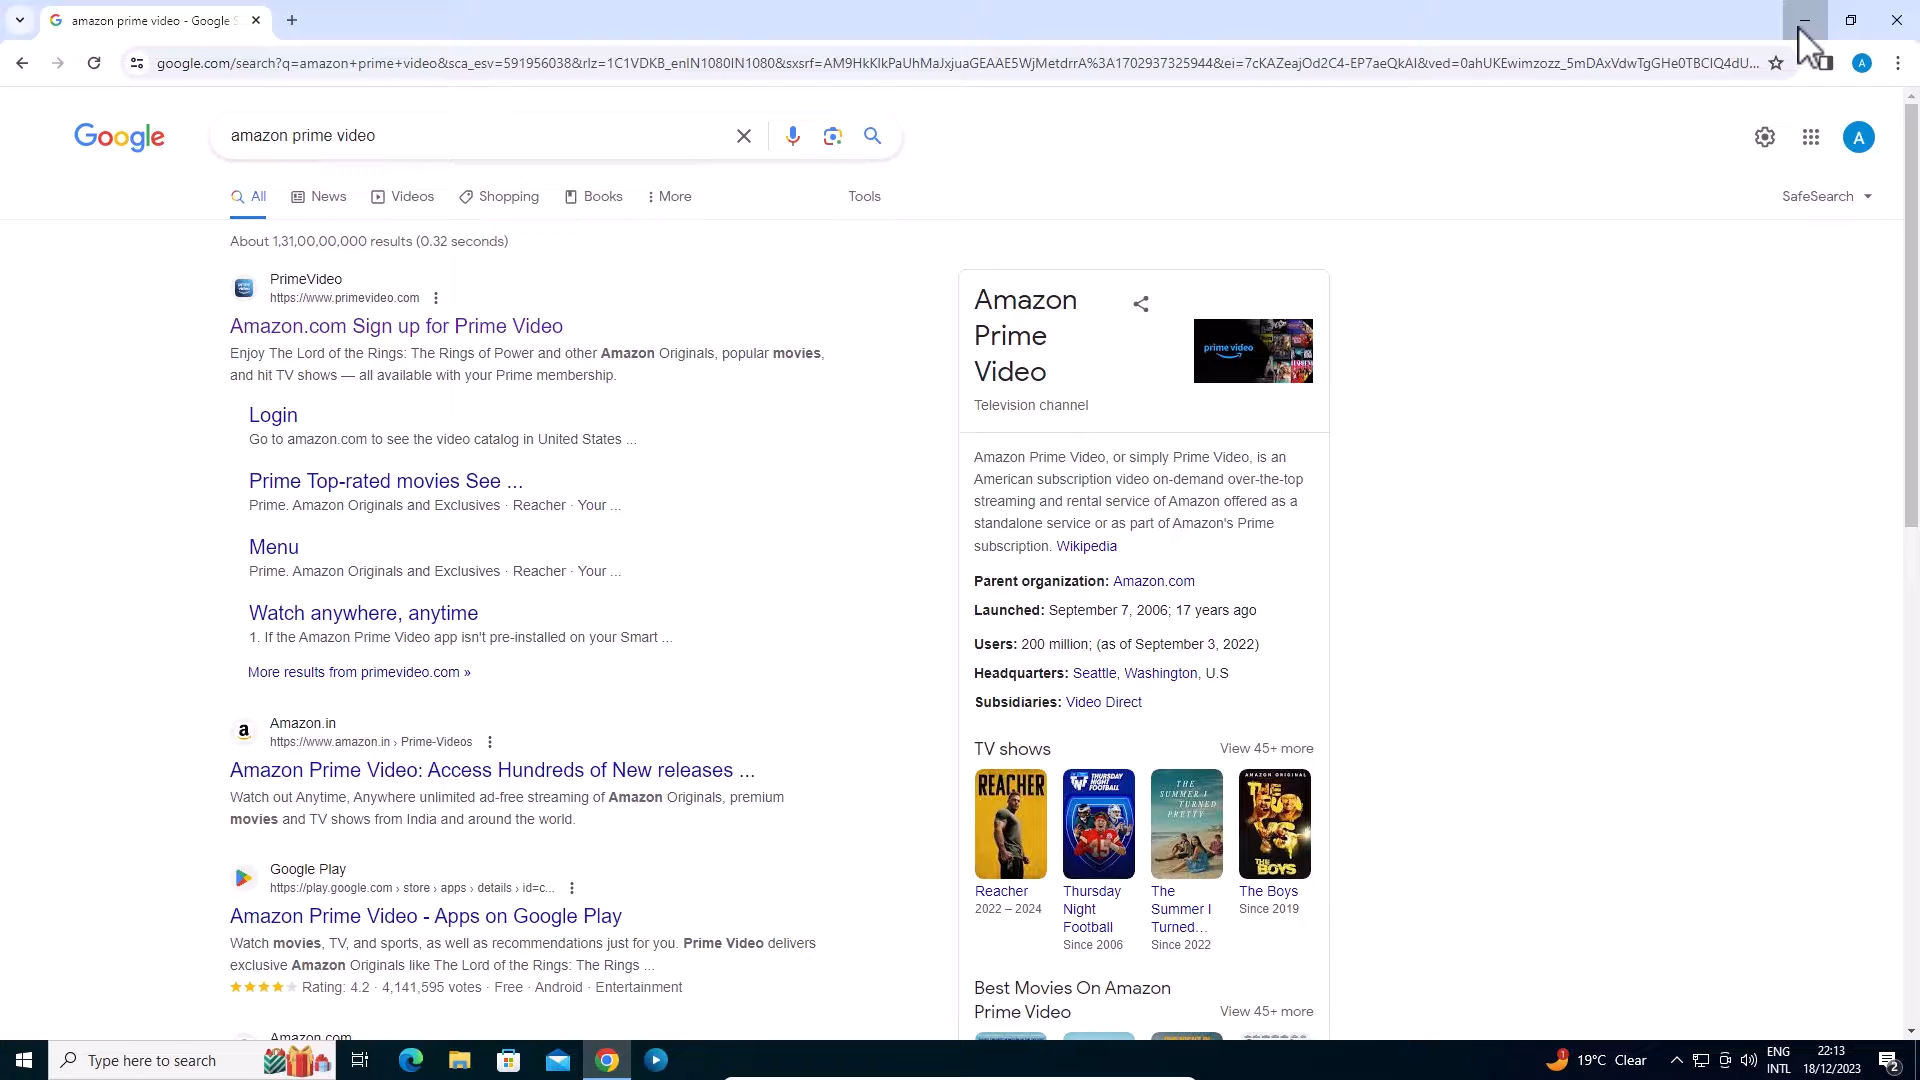 amazon prime video - Google S
google.com/search?q=amazon+prime+video&sca_esv=591956038&rlz=1C1VDKB_enIN1080IN1080&sxsrf=AM9HkKlkPaUhMaJxjuaGEAAE5WjMetdrrA%3A1702937325944&ei=7cKAZeajOd2C4-EP7aeQkAI&ved=0ahUKEwimzozz_5mDAxVdwTgGHe0TBCIQ4dU...
A
Google
amazon prime video
A
All
News
Videos
Shopping
Books
More
Tools
SafeSearch
About 1,31,00,00,000 results (0.32 seconds)
PrimeVideo
https://www.primevideo.com
Amazon.com Sign up for Prime Video
Enjoy The Lord of the Rings: The Rings of Power and other Amazon Originals, popular movies,
and hit TV shows — all available with your Prime membership.
Login
Go to amazon.com to see the video catalog in United States ...
Prime Top-rated movies See ...
Prime. Amazon Originals and Exclusives · Reacher · Your ...
Menu
Prime. Amazon Originals and Exclusives · Reacher · Your ...
Watch anywhere, anytime
1. If the Amazon Prime Video app isn't pre-installed on your Smart ...
More results from primevideo.com »
a
Amazon.in
https://www.amazon.in › Prime-Videos
Amazon Prime Video: Access Hundreds of New releases ...
Watch out Anytime, Anywhere unlimited ad-free streaming of Amazon Originals, premium
movies and TV shows from India and around the world.
Google Play
https://play.google.com › store › apps › details › id=c...
Amazon Prime Video - Apps on Google Play
Watch movies, TV, and sports, as well as recommendations just for you. Prime Video delivers
exclusive Amazon Originals like The Lord of the Rings: The Rings ...
Rating: 4.2 · 4,141,595 votes · Free · Android · Entertainment
Amazon.com
Amazon
Prime
Video
prime video
Television channel
Amazon Prime Video, or simply Prime Video, is an
American subscription video on-demand over-the-top
streaming and rental service of Amazon offered as a
standalone service or as part of Amazon's Prime
subscription. Wikipedia
Parent organization: Amazon.com
Launched: September 7, 2006; 17 years ago
Users: 200 million; (as of September 3, 2022)
Headquarters: Seattle, Washington, U.S
Subsidiaries: Video Direct
TV shows
View 45+ more
REACHER
THURSDAY NIGHT FOOTBALL
THE SUMMER I TURNED PRETTY
AMAZON ORIGINAL
THE BOYS
Reacher
2022 – 2024
Thursday
Night
Football
Since 2006
The
Summer I
Turned...
Since 2022
The Boys
Since 2019
Best Movies On Amazon
Prime Video
View 45+ more
Type here to search
1
19°C Clear
ENG
INTL
22:13
18/12/2023
2